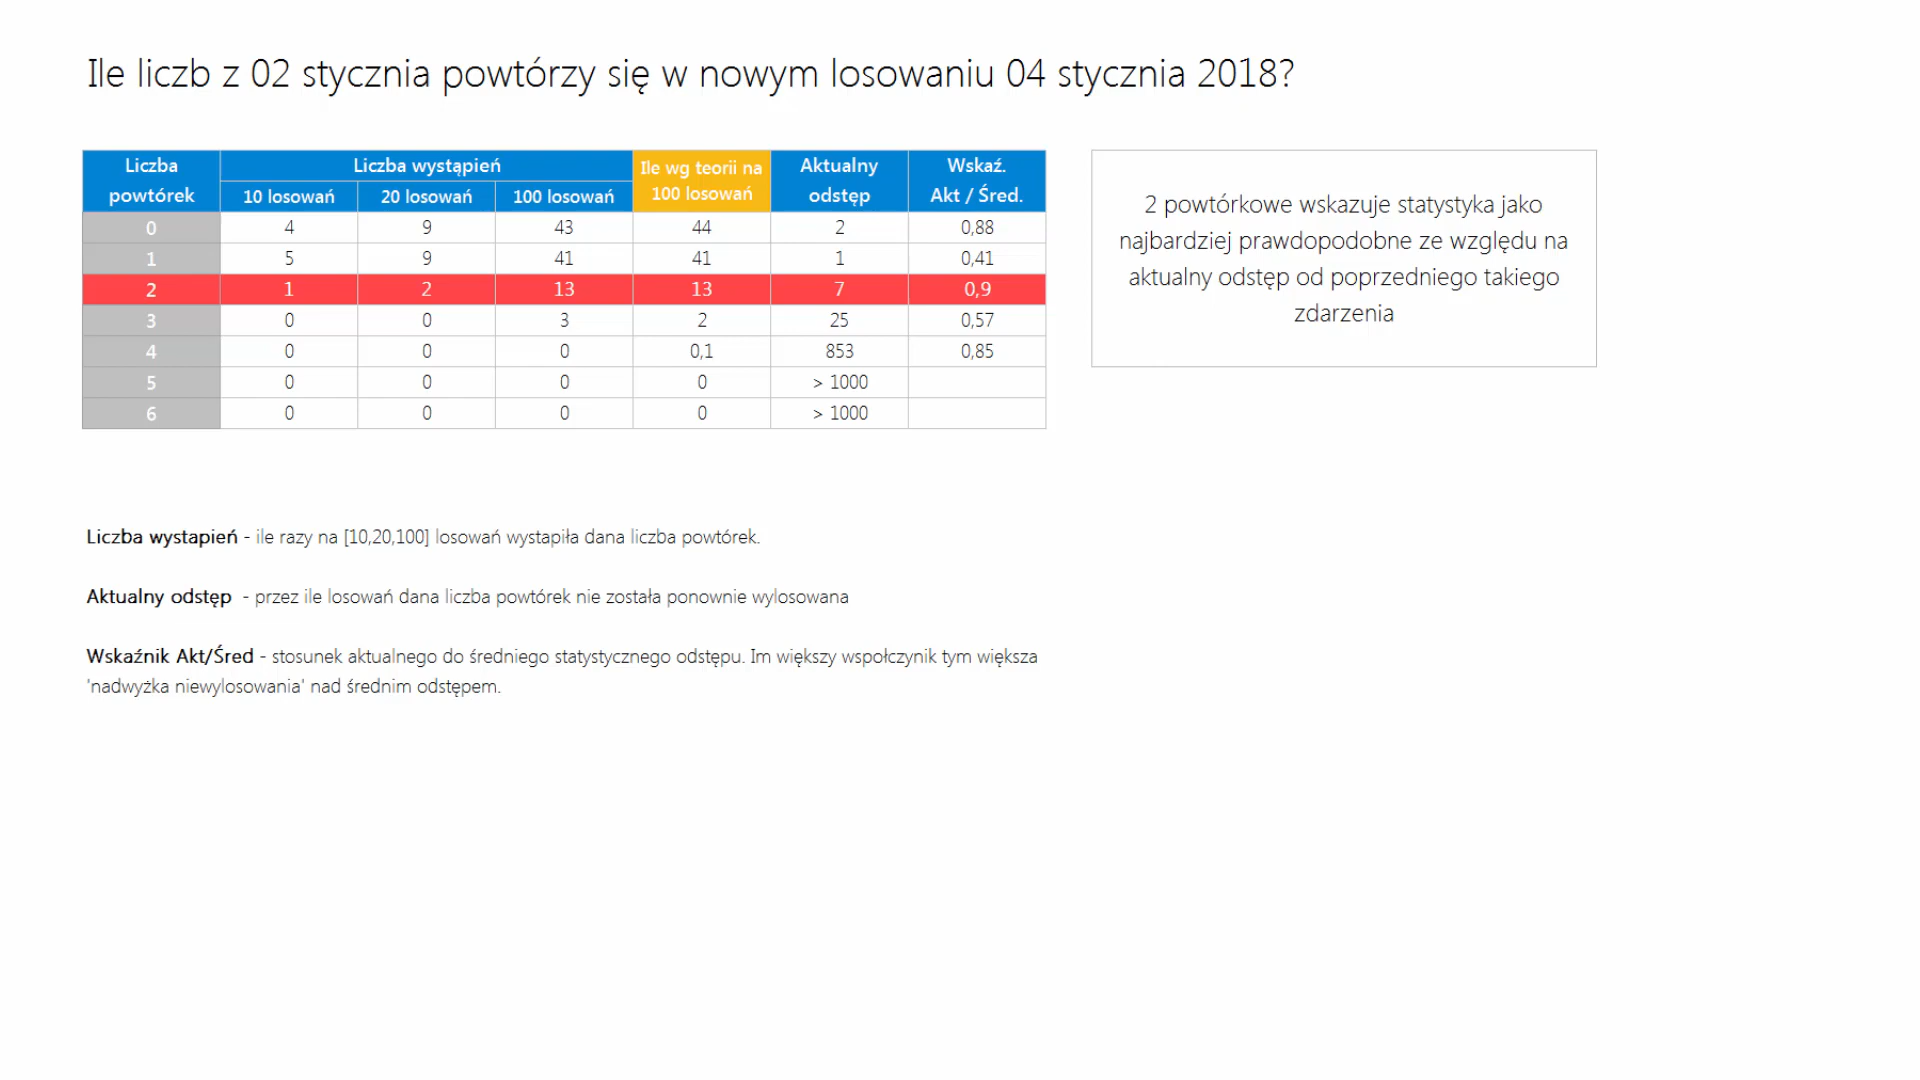 Ile liczb z 02 stycznia powtórzy się w nowym losowaniu 04 stycznia 2018?
Liczba powtórek | Liczba wystąpień | Ile wg teorii na 100 losowań | Aktualny odstęp | Wskaź. Akt / Śred.
10 losowań | 20 losowań | 100 losowań
0 | 4 | 9 | 43 | 44 | 2 | 0,88
1 | 5 | 9 | 41 | 41 | 1 | 0,41
2 | 1 | 2 | 13 | 13 | 7 | 0,9
3 | 0 | 0 | 3 | 2 | 25 | 0,57
4 | 0 | 0 | 0 | 0,1 | 853 | 0,85
5 | 0 | 0 | 0 | 0 | > 1000
6 | 0 | 0 | 0 | 0 | > 1000
2 powtórkowe wskazuje statystyka jako
najbardziej prawdopodobne ze względu na
aktualny odstęp od poprzedniego takiego
zdarzenia
Liczba wystapień - ile razy na [10,20,100] losowań wystapiła dana liczba powtórek.
Aktualny odstęp - przez ile losowań dana liczba powtórek nie została ponownie wylosowana
Wskaźnik Akt/Śred - stosunek aktualnego do średniego statystycznego odstępu. Im większy wspołczynik tym większa
'nadwyżka niewylosowania' nad średnim odstępem.